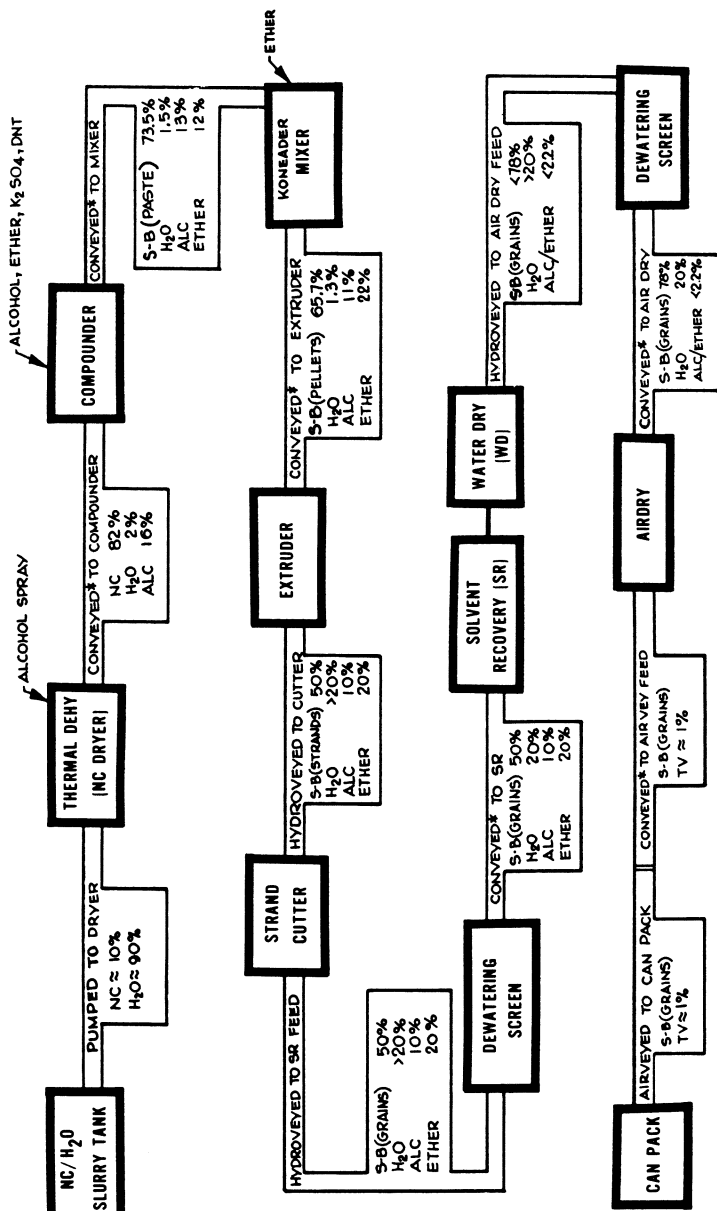 NC/H₂O
SLURRY TANK
PUMPED TO DRYER
NC ≈ 10%
H₂O ≈ 90%
ALCOHOL SPRAY
THERMAL DEHY
|NC DRYER|
CONVEYED* TO COMPOUNDER
NC 82%
H₂O 2%
ALC 16%
ALCOHOL, ETHER, K₂SO4, DNT
COMPOUNDER
CONVEYED* TO MIXER
S-B (PASTE) 73.5%
H₂O 1.5%
ALC 13%
ETHER 12%
ETHER
KONEADER
MIXER
CONVEYED* TO EXTRUDER
S-B(PELLETS) 65.7%
H₂O 1.3%
ALC 11%
ETHER 22%
EXTRUDER
HYDROVEYED TO CUTTER
S-B(STRANDS) 50%
H₂O >20%
ALC 10%
ETHER 20%
STRAND
CUTTER
HYDROVEYED TO SR FEED
S-B(GRAINS) 50%
H₂O >20%
ALC 10%
ETHER 20%
DEWATERING
SCREEN
CONVEYED* TO SR
S-B(GRAINS) 50%
H₂O 20%
ALC 10%
ETHER 20%
SOLVENT
RECOVERY |SR|
WATER DRY
|WD|
HYDROVEYED TO AIR DRY FEED
S-B(GRAINS) <78%
H₂O >20%
ALC/ETHER <2.2%
DEWATERING
SCREEN
CONVEYED* TO AIR DRY
S-B(GRAINS) 78%
H₂O 20%
ALC/ETHER <2.2%
AIRDRY
CONVEYED* TO AIRVEY FEED
S-B(GRAINS)
TV ≈ 1%
AIRVEYED TO CAN PACK
S-B(GRAINS)
TV ≈ 1%
CAN PACK